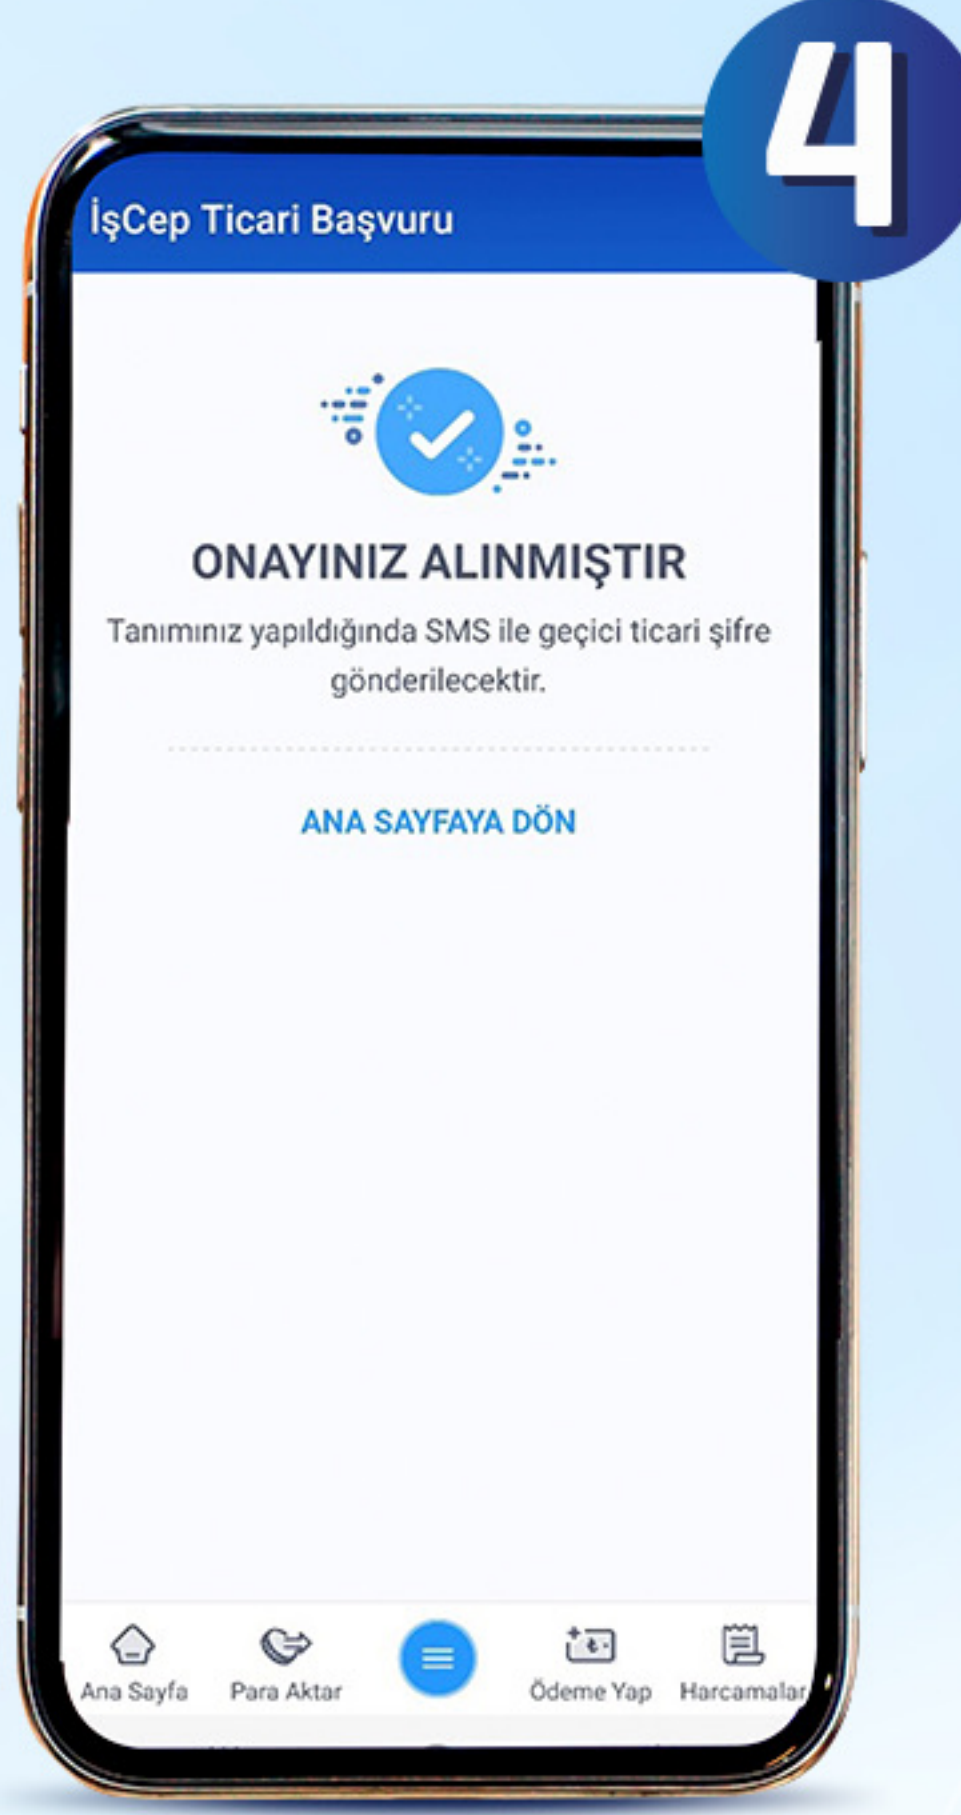 4
İşCep Ticari Başvuru
ONAYINIZ ALINMIŞTIR
Tanımınız yapıldığında SMS ile geçici ticari şifre
gönderilecektir.
ANA SAYFAYA DÖN
Ana Sayfa Para Aktar Ödeme Yap Harcamalar